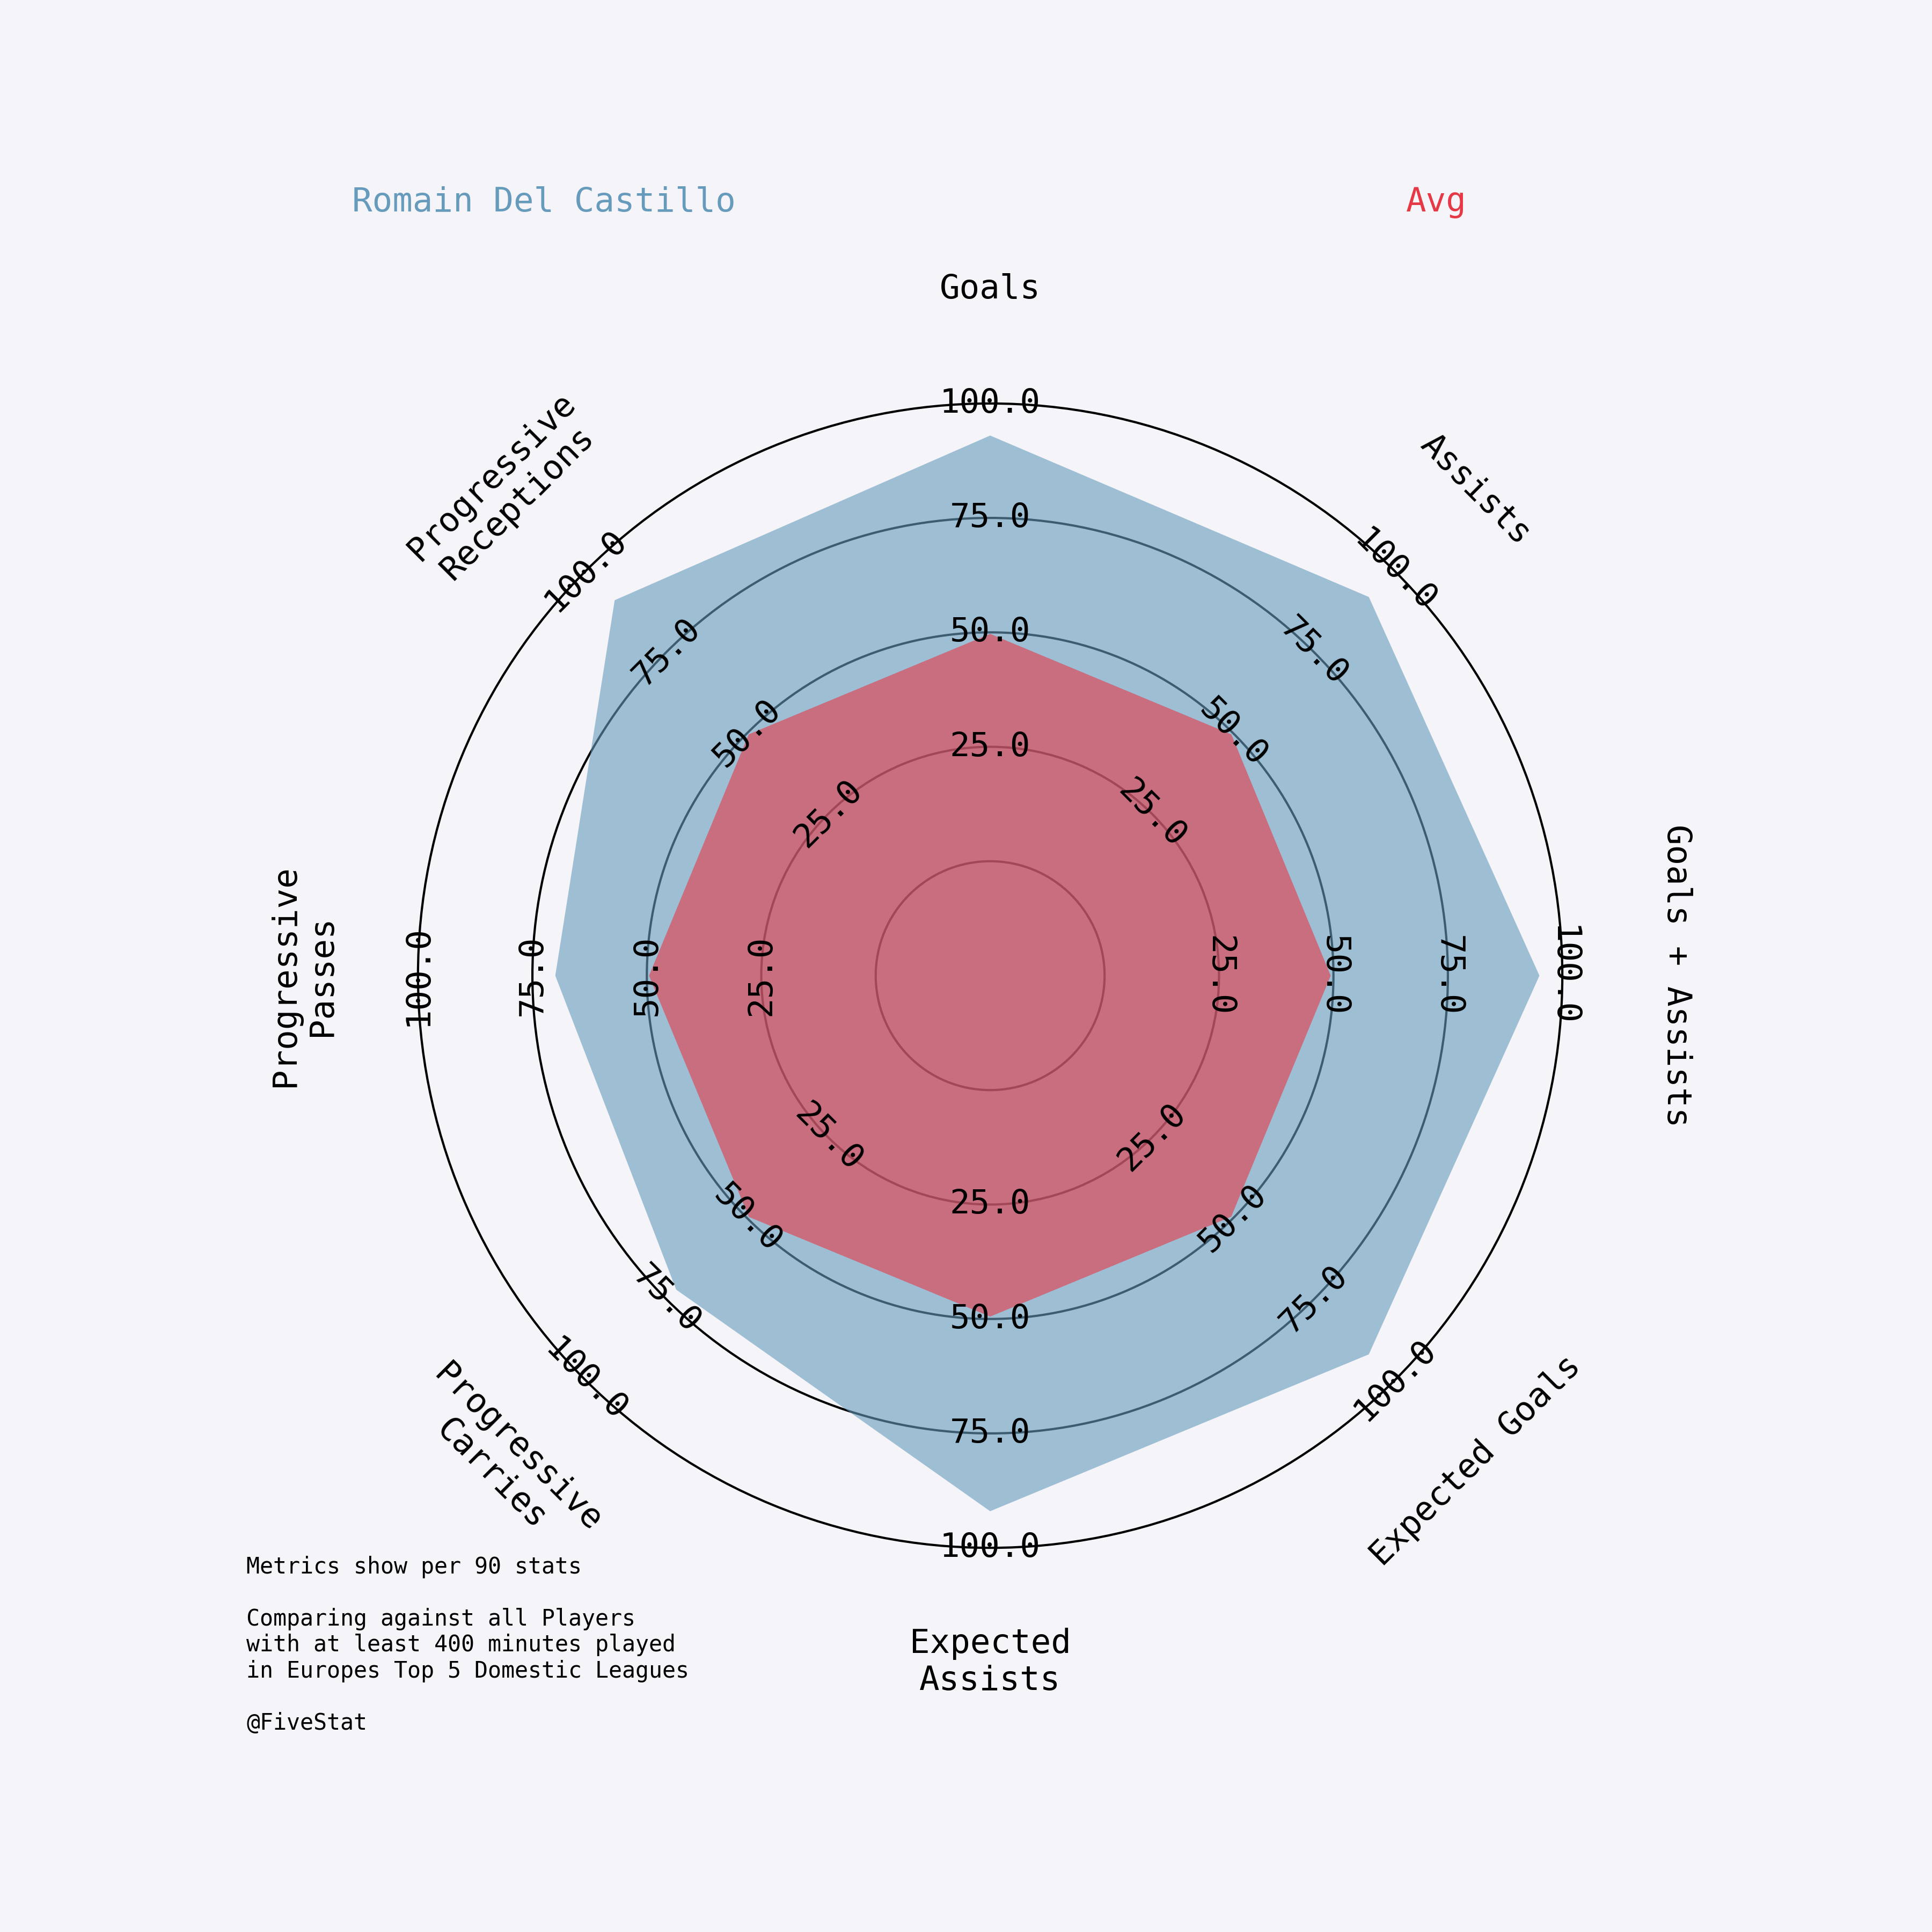 Romain Del Castillo
Avg
Goals
Assists
Goals + Assists
Expected Goals
Expected
Assists
Progressive
Carries
Progressive
Passes
Progressive
Receptions
25.0
50.0
75.0
100.0
25.0
50.0
75.0
100.0
25.0
50.0
75.0
100.0
25.0
50.0
75.0
100.0
25.0
50.0
75.0
100.0
25.0
50.0
75.0
100.0
25.0
50.0
75.0
100.0
25.0
50.0
75.0
100.0
Metrics show per 90 stats
Comparing against all Players
with at least 400 minutes played
in Europes Top 5 Domestic Leagues
@FiveStat